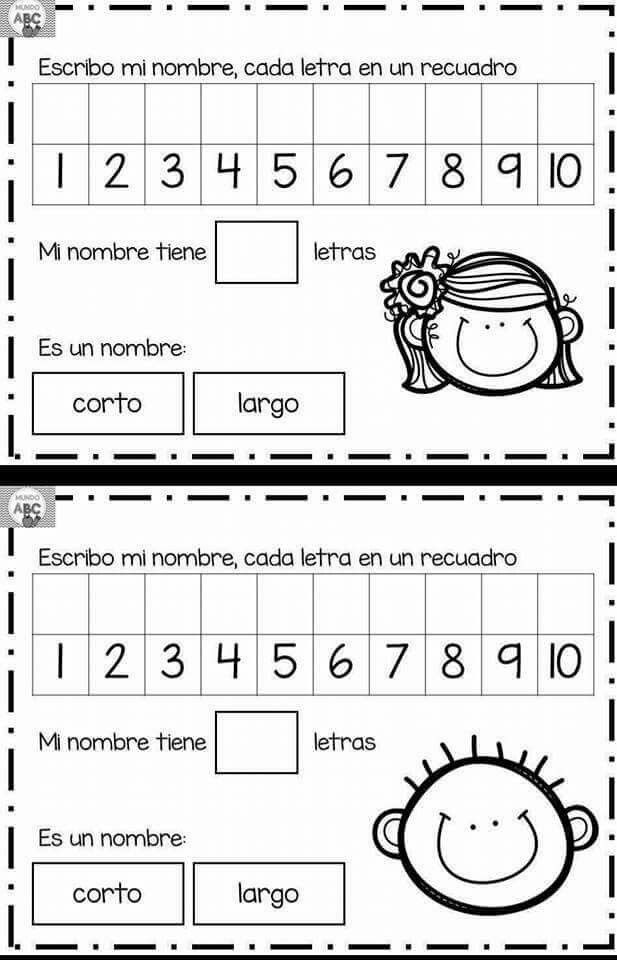 MUNDO
ABC
Escribo mi nombre, cada letra en un recuadro
1 2 3 4 5 6 7 8 9 10
Mi nombre tiene letras
Es un nombre:
corto largo
MUNDO
ABC
Escribo mi nombre, cada letra en un recuadro
1 2 3 4 5 6 7 8 9 10
Mi nombre tiene letras
Es un nombre:
corto largo